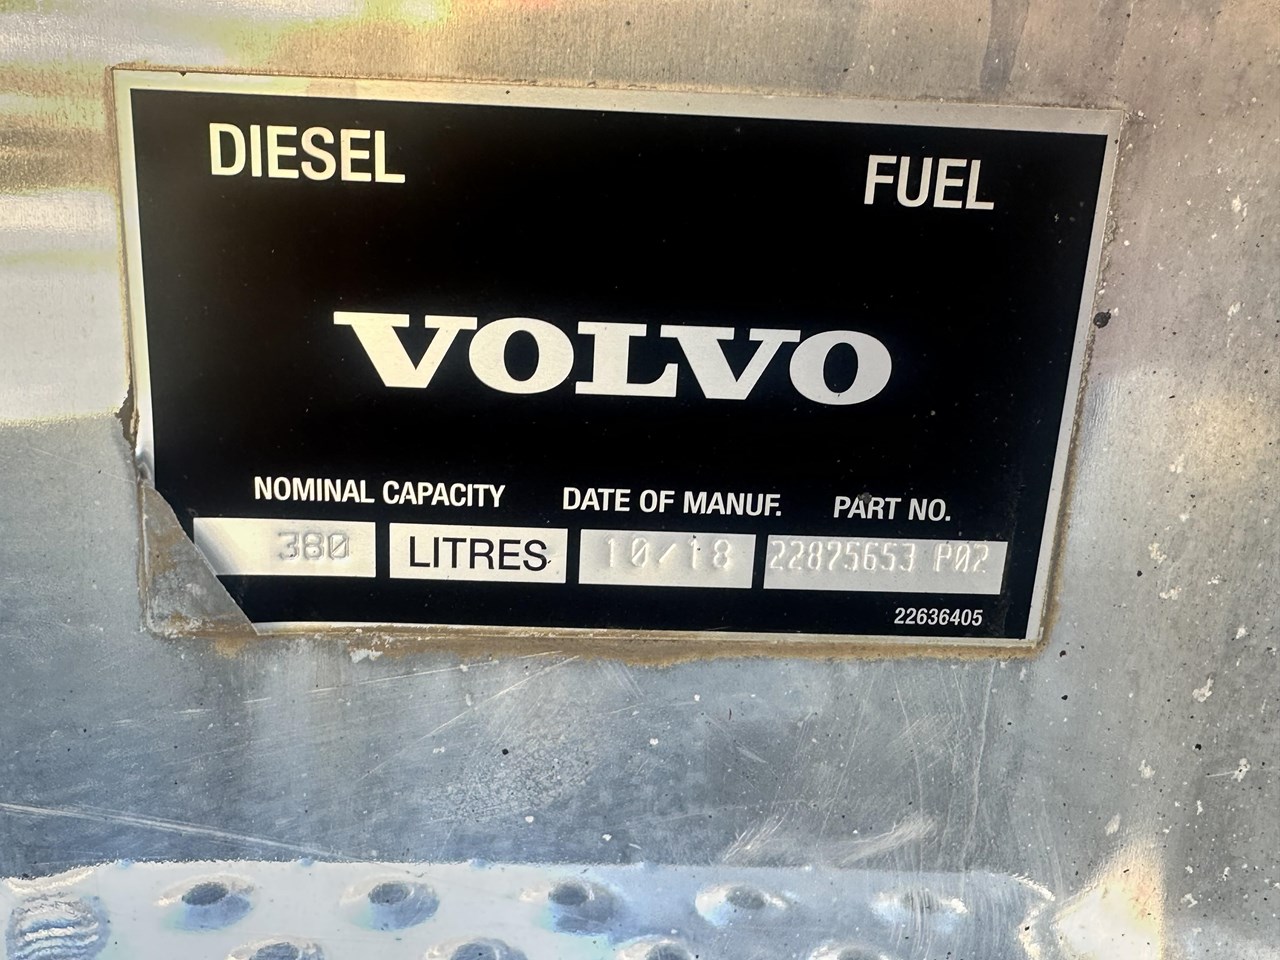 DIESEL FUEL
VOLVO
NOMINAL CAPACITY DATE OF MANUF. PART NO.
380 LITRES 10/18 22875653 P02
22636405